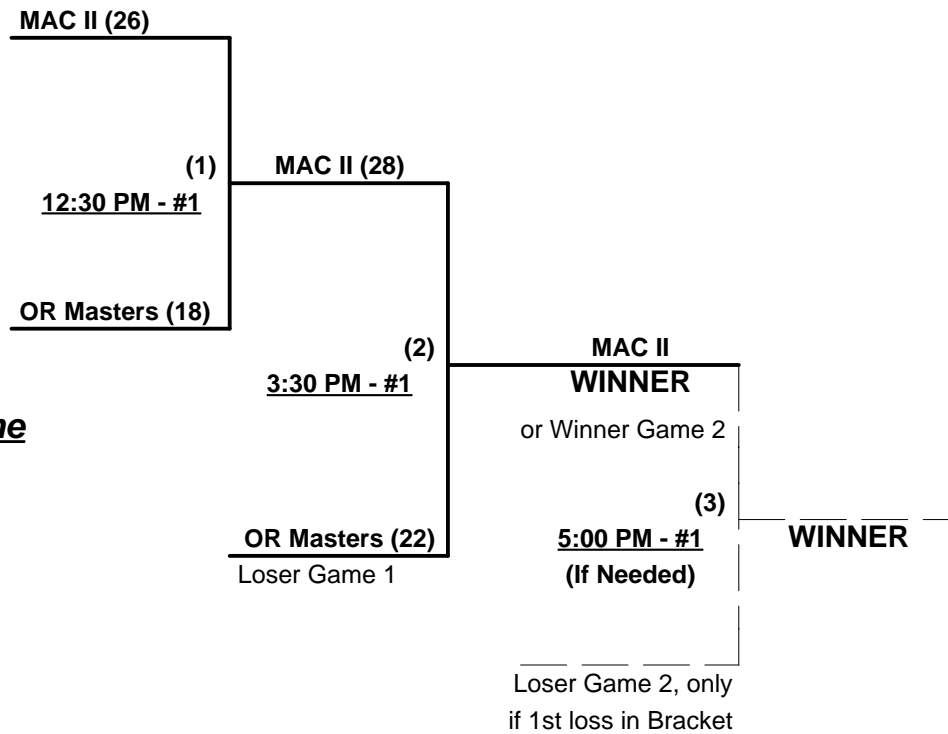 MAC II (26)
(1)
MAC II (28)
12:30 PM - #1
OR Masters (18)
(2)
MAC II
3:30 PM - #1
WINNER
or Winner Game 2
(3)
OR Masters (22)
5:00 PM - #1
WINNER
Loser Game 1
(If Needed)
Loser Game 2, only
if 1st loss in Bracket